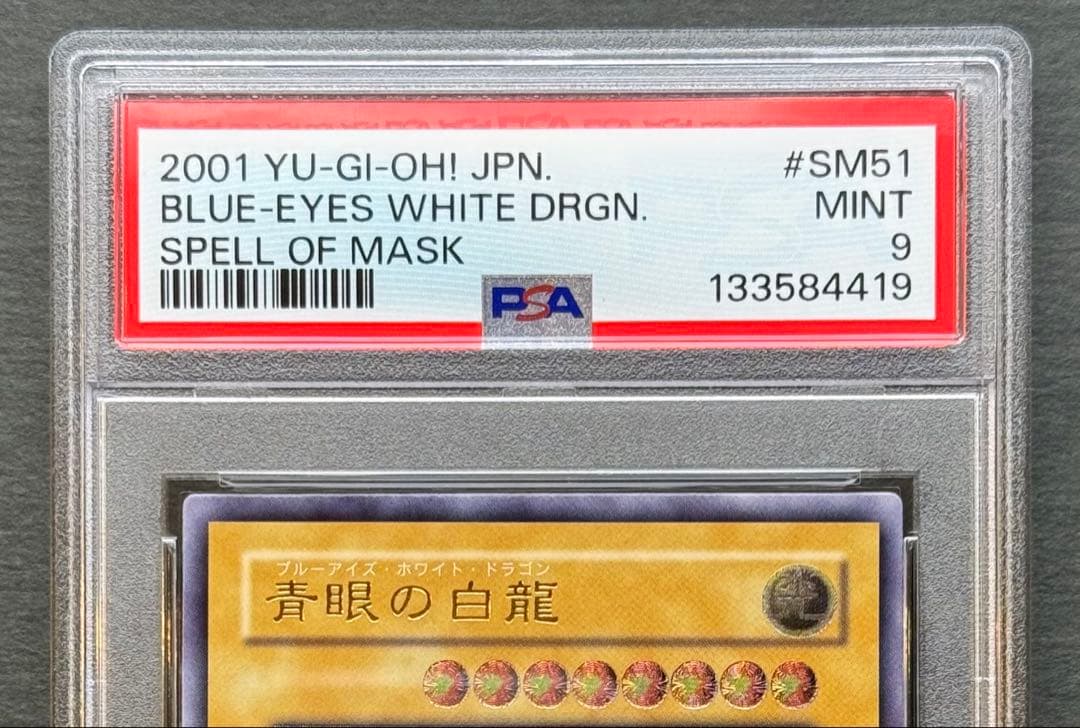 2001 YU-GI-OH! JPN. #SM51
BLUE-EYES WHITE DRGN. MINT
SPELL OF MASK 9
PSA 133584419
ブルーアイズ・ホワイト・ドラゴン
青眼の白龍